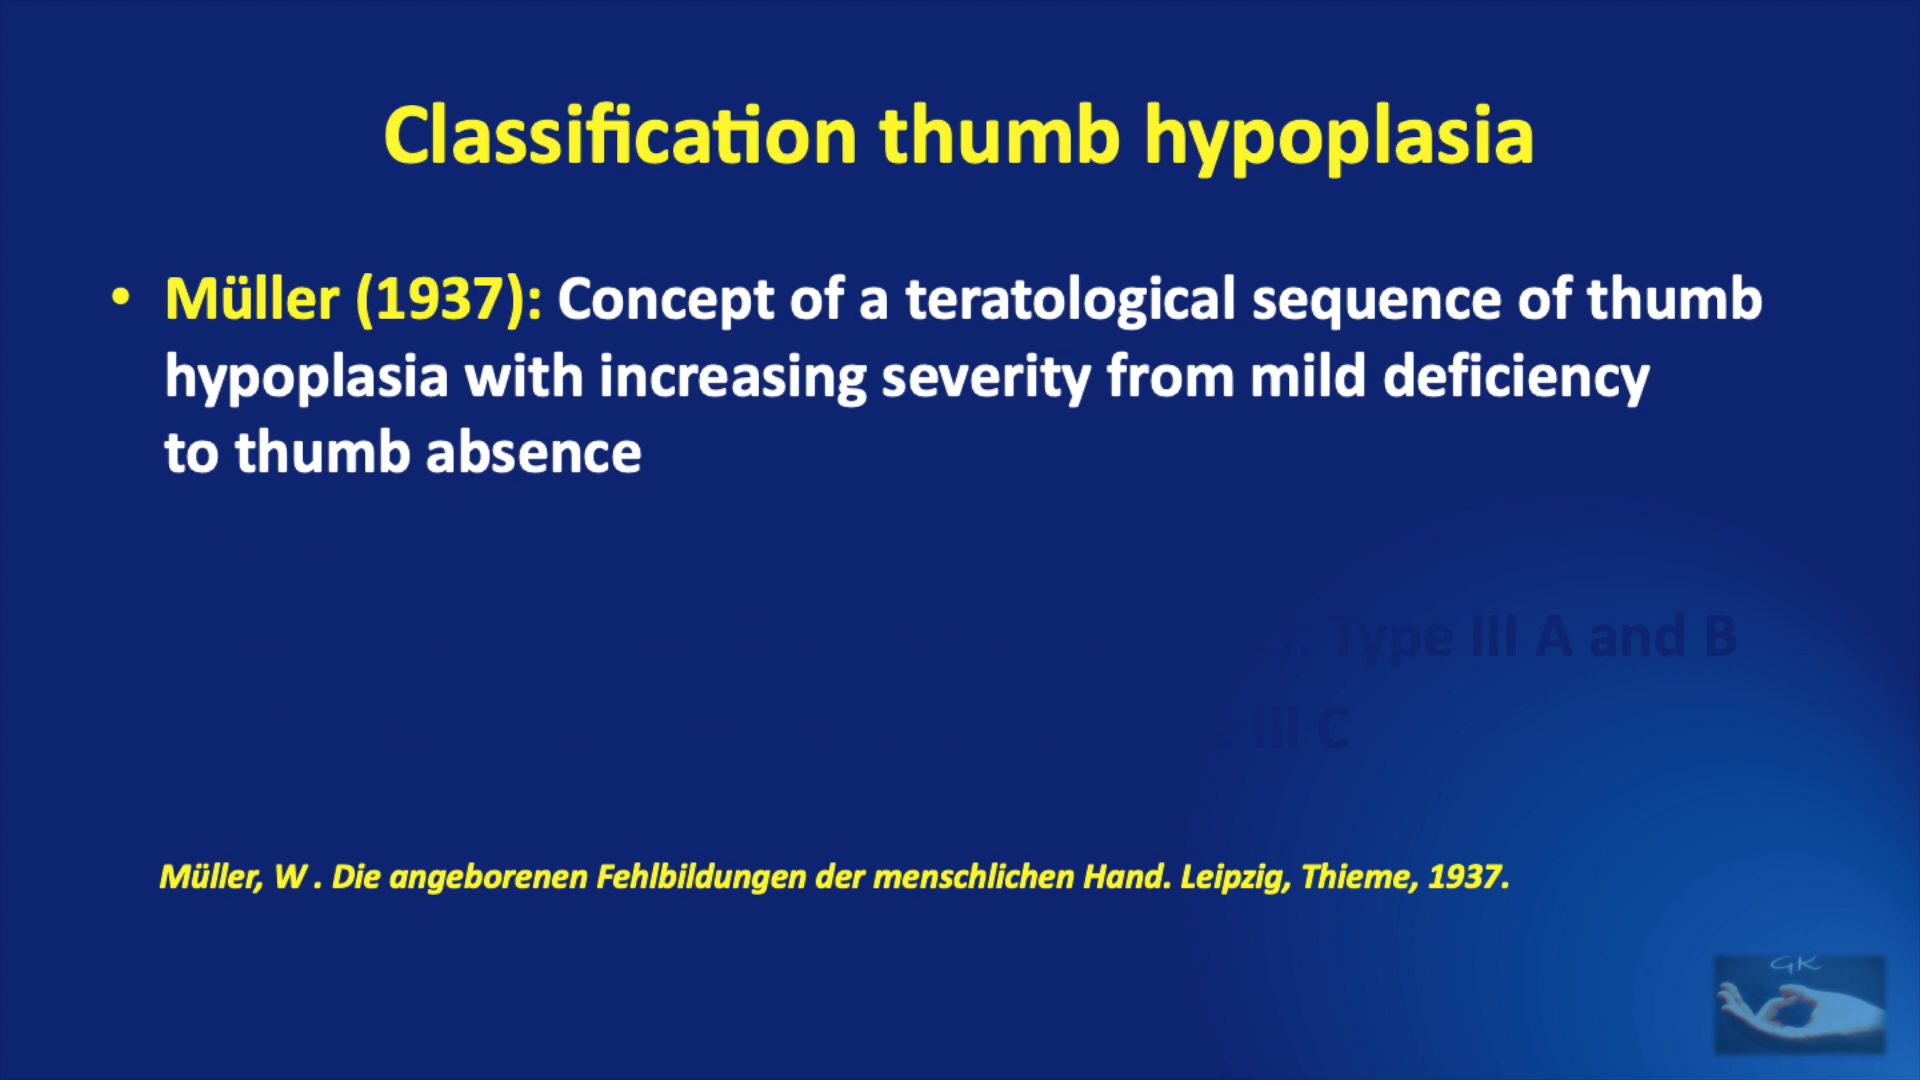 Classification thumb hypoplasia
• Müller (1937): Concept of a teratological sequence of thumb
hypoplasia with increasing severity from mild deficiency
to thumb absence
: Type III A and B
III C
Müller, W . Die angeborenen Fehlbildungen der menschlichen Hand. Leipzig, Thieme, 1937.
GK